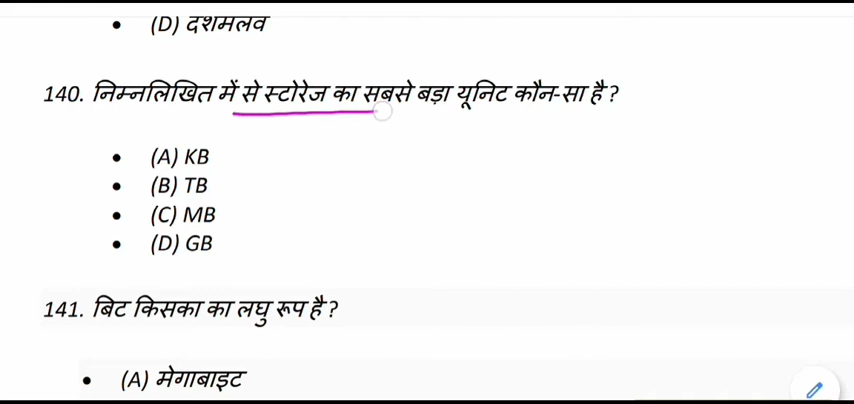 • (D) दशमलव
140. निम्नलिखित में से स्टोरेज का सबसे बड़ा यूनिट कौन-सा है?
• (A) KB
• (B) TB
• (C) MB
• (D) GB
141. बिट किसका का लघु रूप है?
• (A) मेगाबाइट